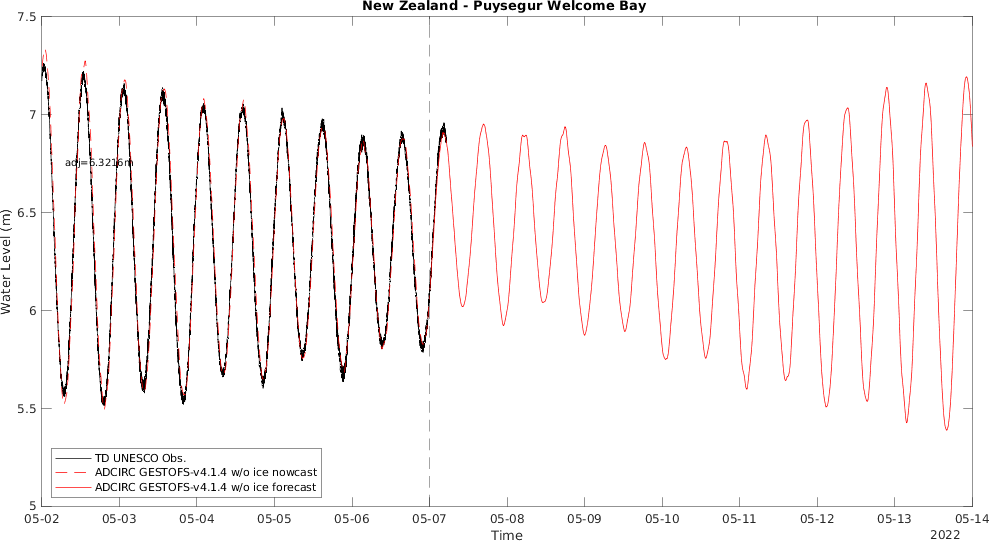 New Zealand - Puysegur Welcome Bay
7.5
7
6.5
6
5.5
5
Water Level (m)
adj=6.3216m
TD UNESCO Obs.
ADCIRC GESTOFS-v4.1.4 w/o ice nowcast
ADCIRC GESTOFS-v4.1.4 w/o ice forecast
05-02 05-03 05-04 05-05 05-06 05-07 05-08 05-09 05-10 05-11 05-12 05-13 05-14
Time
2022